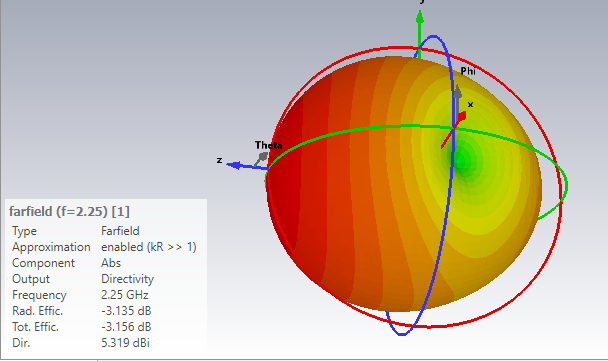 y
Phi
x
Theta
z
farfield (f=2.25) [1]
Type Farfield
Approximation enabled (kR >> 1)
Component Abs
Output Directivity
Frequency 2.25 GHz
Rad. Effic. -3.135 dB
Tot. Effic. -3.156 dB
Dir. 5.319 dBi